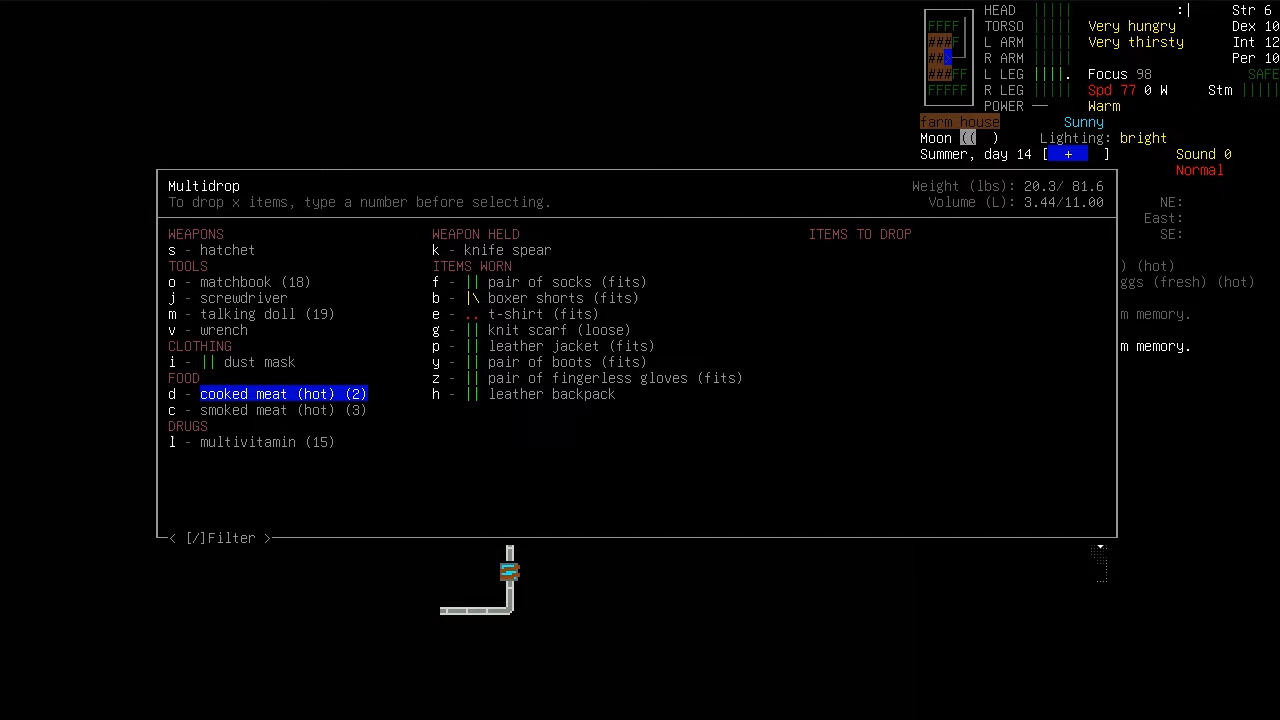 HEAD ||||| :| Str 6
FFFF TORSO ||||| Very hungry Dex 10
###F L ARM ||||| Very thirsty Int 12
## R ARM ||||| Per 10
###FF L LEG ||||. Focus 98 SAFE
FFFFF R LEG ||||| Spd 77 0 W Stm |||||
POWER — Warm
farm house Sunny
Moon (( ) Lighting: bright
Summer, day 14 [ + ] Sound 0
Normal
Multidrop Weight (lbs): 20.3/ 81.6
To drop x items, type a number before selecting. Volume (L): 3.44/11.00
NE:
East:
SE:
WEAPONS WEAPON HELD ITEMS TO DROP
s - hatchet k - knife spear
TOOLS ITEMS WORN ) (hot)
o - matchbook (18) f - || pair of socks (fits) ggs (fresh) (hot)
j - screwdriver b - |\ boxer shorts (fits)
m - talking doll (19) e - .. t-shirt (fits) m memory.
v - wrench g - || knit scarf (loose)
CLOTHING p - || leather jacket (fits) m memory.
i - || dust mask y - || pair of boots (fits)
FOOD z - || pair of fingerless gloves (fits)
d - cooked meat (hot) (2) h - || leather backpack
c - smoked meat (hot) (3)
DRUGS
l - multivitamin (15)
< [/]Filter >